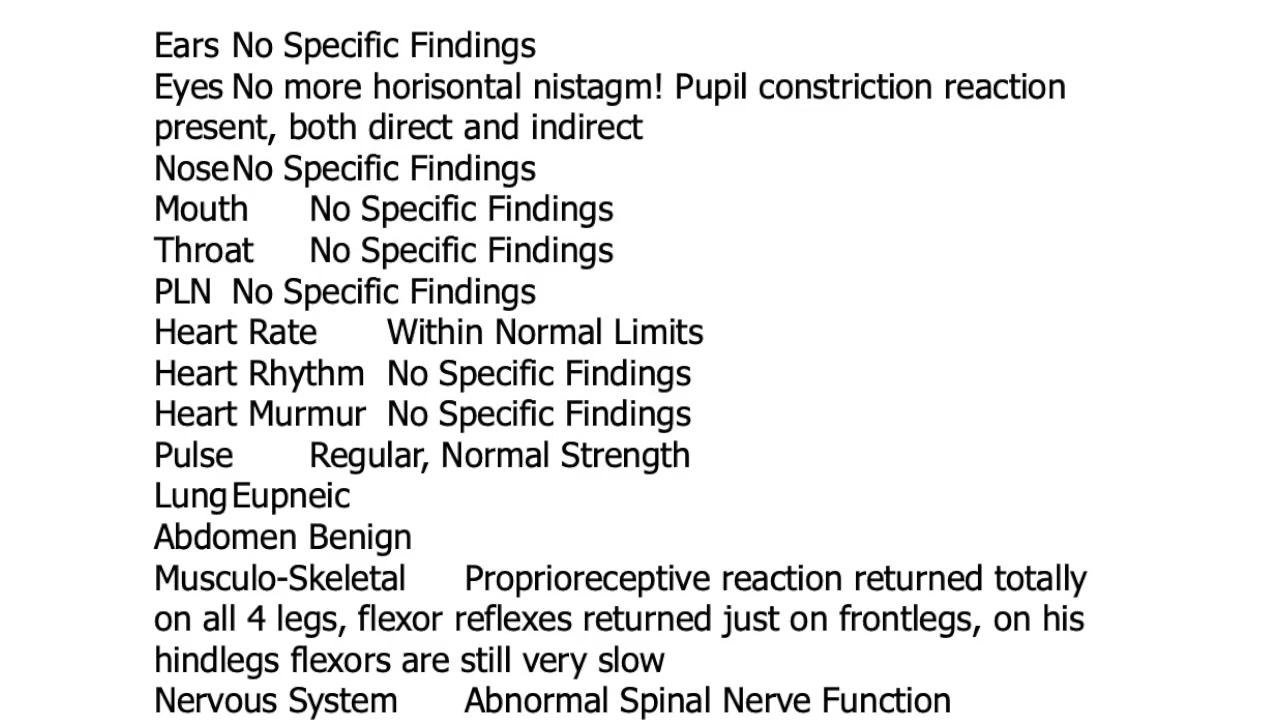 Ears No Specific Findings
Eyes No more horisontal nistagm! Pupil constriction reaction
present, both direct and indirect
Nose No Specific Findings
Mouth No Specific Findings
Throat No Specific Findings
PLN No Specific Findings
Heart Rate Within Normal Limits
Heart Rhythm No Specific Findings
Heart Murmur No Specific Findings
Pulse Regular, Normal Strength
Lung Eupneic
Abdomen Benign
Musculo-Skeletal Proprioreceptive reaction returned totally
on all 4 legs, flexor reflexes returned just on frontlegs, on his
hindlegs flexors are still very slow
Nervous System Abnormal Spinal Nerve Function